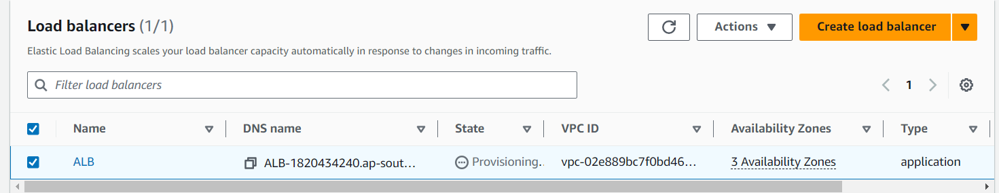 Load balancers (1/1)
Actions
Create load balancer
Elastic Load Balancing scales your load balancer capacity automatically in response to changes in incoming traffic.
Filter load balancers
1
Name DNS name State VPC ID Availability Zones Type
ALB ALB-1820434240.ap-sout... Provisioning.. vpc-02e889bc7f0bd46... 3 Availability Zones application